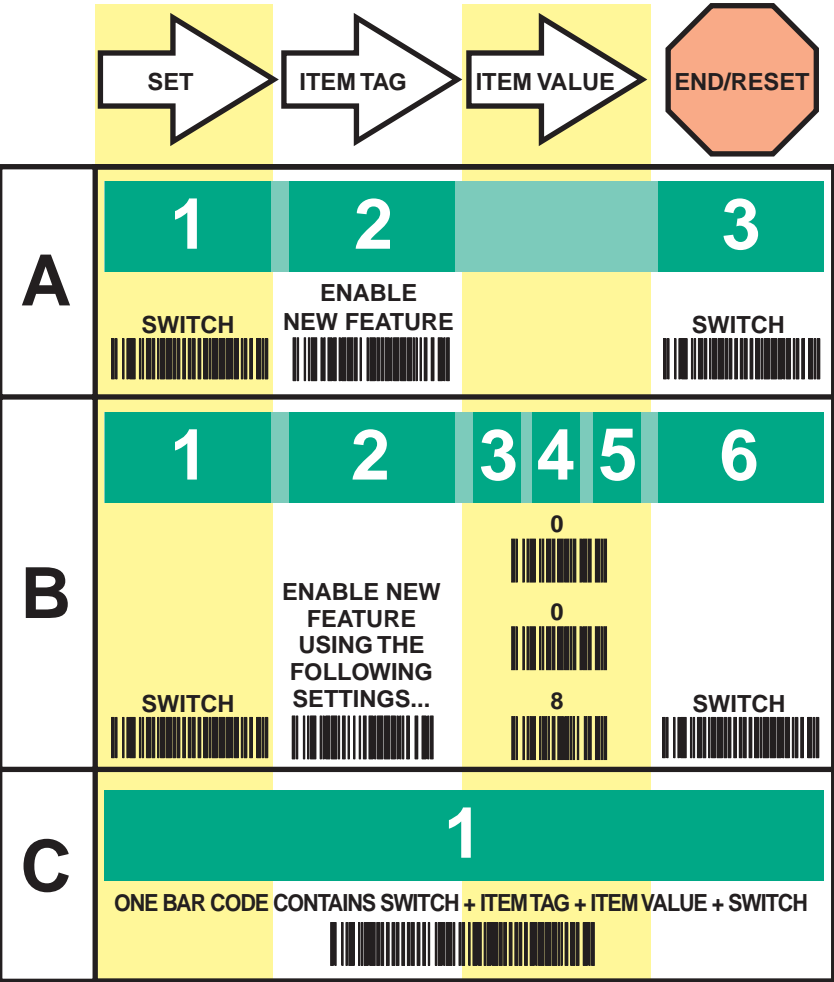 SET
ITEM TAG
ITEM VALUE
END/RESET
A
1
2
3
SWITCH
ENABLE
NEW FEATURE
SWITCH
B
1
2
3
4
5
6
SWITCH
ENABLE NEW
FEATURE
USING THE
FOLLOWING
SETTINGS...
0
0
8
SWITCH
C
1
ONE BAR CODE CONTAINS SWITCH + ITEM TAG + ITEM VALUE + SWITCH